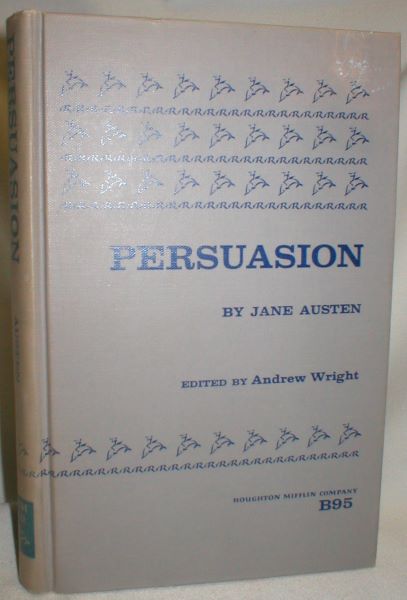 PERSUASION
BY JANE AUSTEN
EDITED BY Andrew Wright
HOUGHTON MIFFLIN COMPANY
B95
PERSUASION
AUSTEN